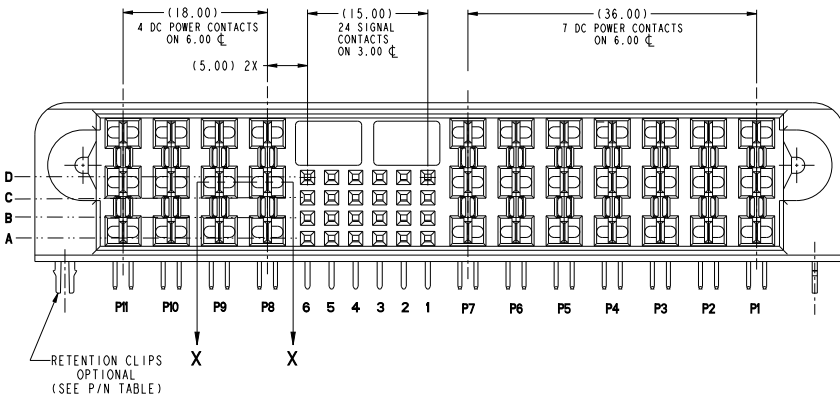 (18.00)
4 DC POWER CONTACTS
ON 6.00 ℄
(15.00)
24 SIGNAL
CONTACTS
ON 3.00 ℄
(36.00)
7 DC POWER CONTACTS
ON 6.00 ℄
(5.00) 2X
D
C
B
A
P11 P10 P9 P8 6 5 4 3 2 1 P7 P6 P5 P4 P3 P2 P1
X X
RETENTION CLIPS
OPTIONAL
(SEE P/N TABLE)